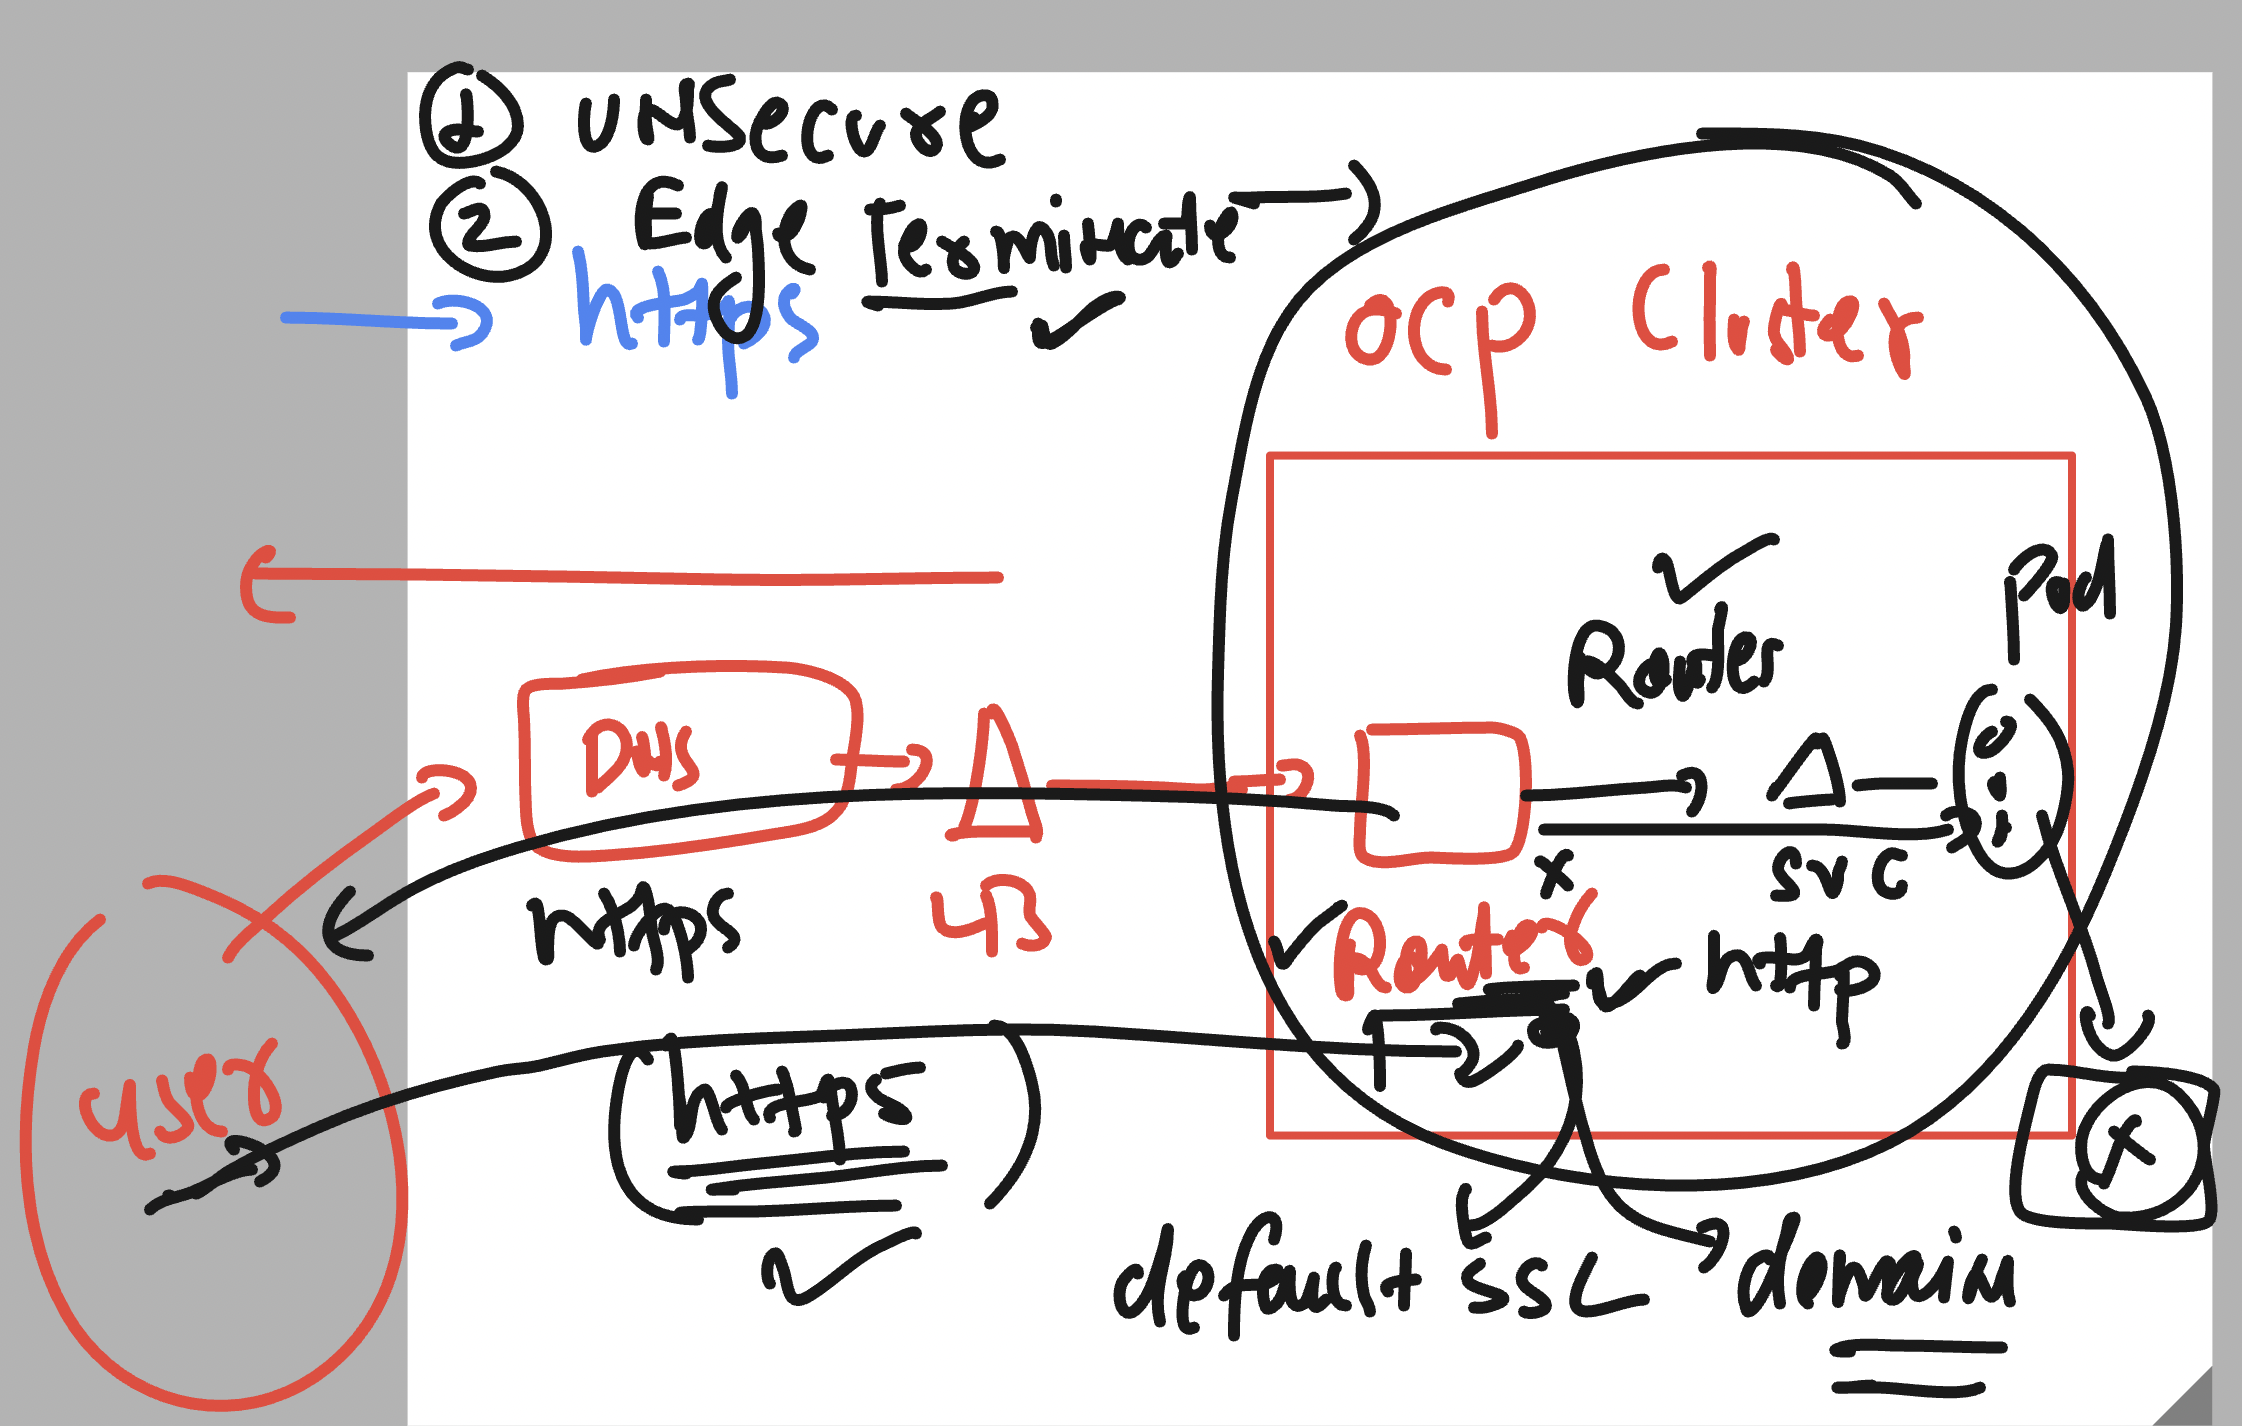 1 UNSecure
2 Edge Terminate
https
OCP Cluster
Pod
Router
DNS
https
LB
svc
x
Router
http
user
https
x
default SSL
domain